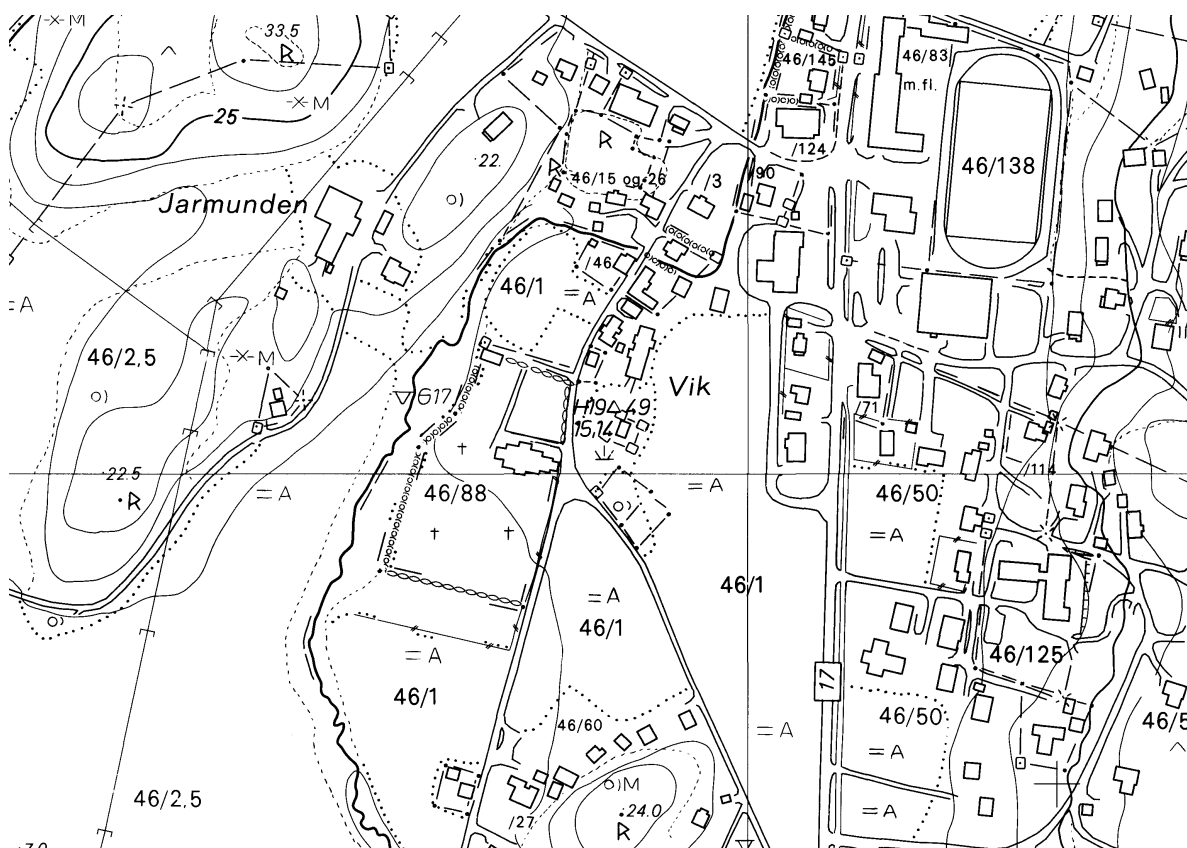 M
33.5
46/145
46/83
m.fl.
M
25
22
/124
46/138
Jarmunden
46/15 og 26
/3
90
/46
46/1
= A
= A
46/2,5
M
617
Vik
H19 49
15,14
/71
22.5
= A
46/88
= A
46/50
/114
= A
= A
46/1
46/1
= A
46/1
46/125
17
46/60
46/50
46/5
= A
= A
M
46/2,5
24.0
/27
= A